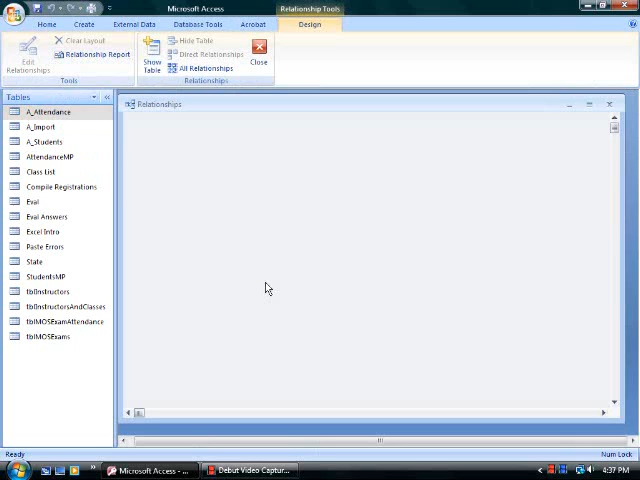 Microsoft Access
Relationship Tools
Home
Create
External Data
Database Tools
Acrobat
Design
Edit Relationships
Clear Layout
Relationship Report
Tools
Show Table
Hide Table
Direct Relationships
All Relationships
Relationships
Close
Tables
A_Attendance
A_Import
A_Students
AttendanceMP
Class List
Compile Registrations
Eval
Eval Answers
Excel Intro
Paste Errors
State
StudentsMP
tblInstructors
tblInstructorsAndClasses
tblMOSExamAttendance
tblMOSExams
Relationships
Ready
Num Lock
Microsoft Access - ...
Debut Video Captur...
4:37 PM